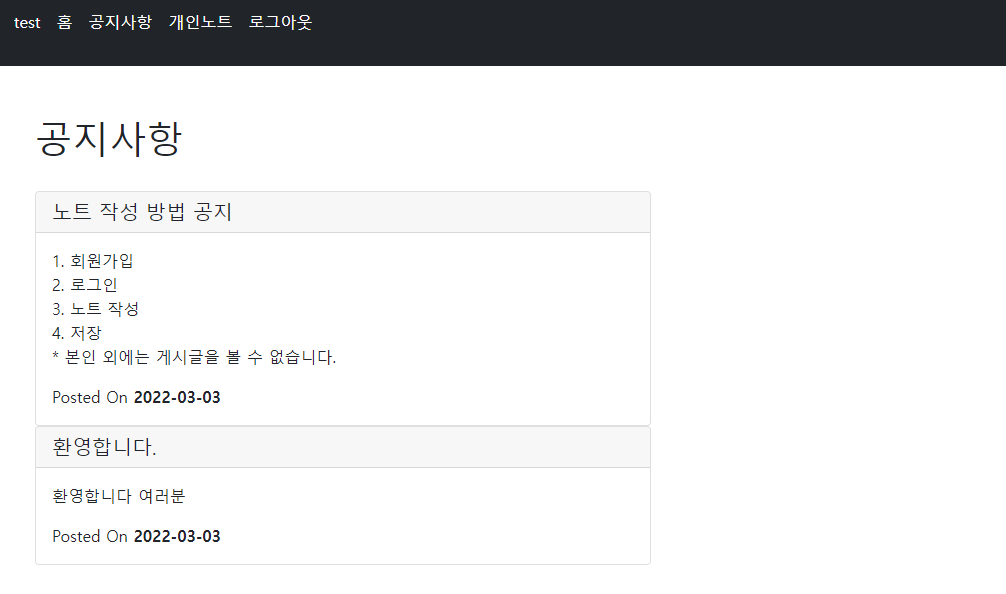 test 홈 공지사항 개인노트 로그아웃
공지사항
노트 작성 방법 공지
1. 회원가입
2. 로그인
3. 노트 작성
4. 저장
* 본인 외에는 게시글을 볼 수 없습니다.
Posted On 2022-03-03
환영합니다.
환영합니다 여러분
Posted On 2022-03-03